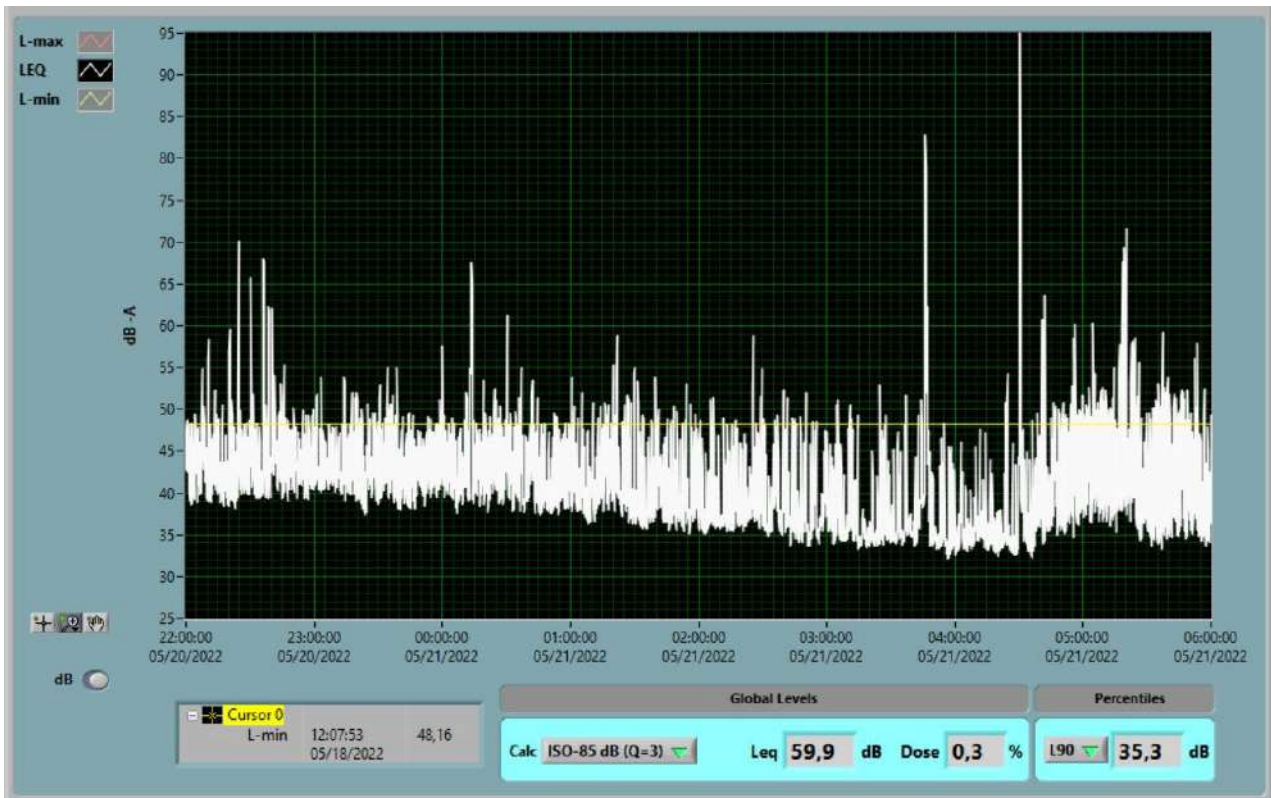 L-max
LEQ
L-min
dB -A
95
90
85
80
75
70
65
60
55
50
45
40
35
30
25
22:00:00 23:00:00 00:00:00 01:00:00 02:00:00 03:00:00 04:00:00 05:00:00 06:00:00
05/20/2022 05/20/2022 05/21/2022 05/21/2022 05/21/2022 05/21/2022 05/21/2022 05/21/2022 05/21/2022
dB
Cursor 0
L-min 12:07:53 48,16
05/18/2022
Global Levels
Calc ISO-85 dB (Q=3) Leq 59,9 dB Dose 0,3 %
Percentiles
L90 35,3 dB